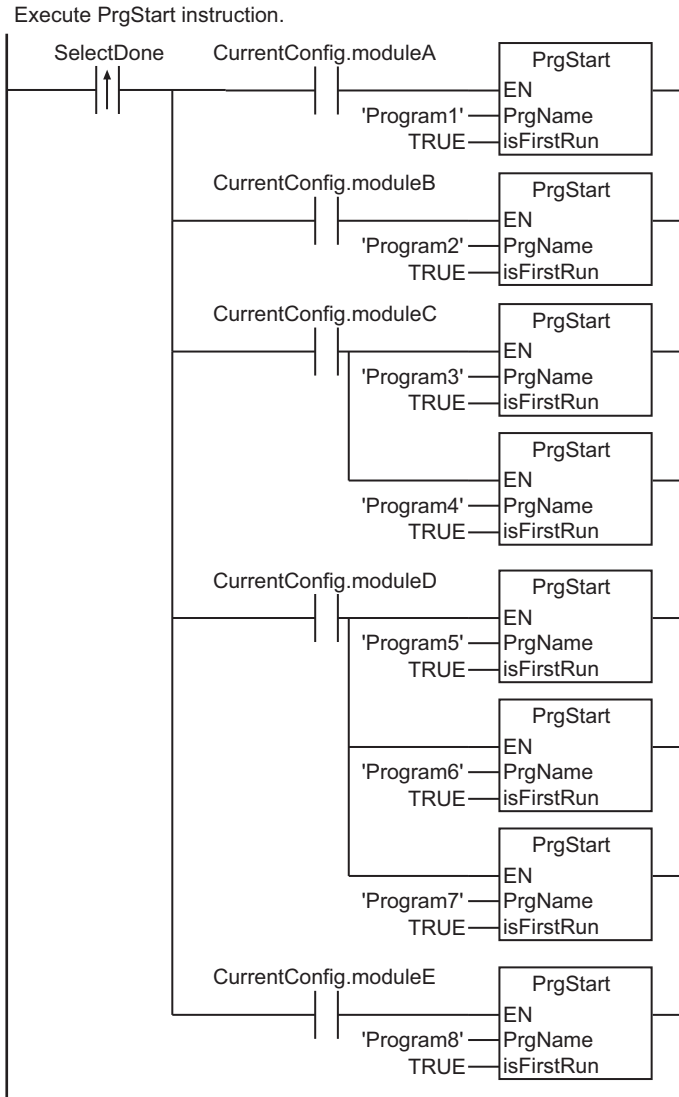 Execute PrgStart instruction.
SelectDone
CurrentConfig.moduleA
PrgStart
EN
'Program1' PrgName
TRUE isFirstRun
CurrentConfig.moduleB
PrgStart
EN
'Program2' PrgName
TRUE isFirstRun
CurrentConfig.moduleC
PrgStart
EN
'Program3' PrgName
TRUE isFirstRun
PrgStart
EN
'Program4' PrgName
TRUE isFirstRun
CurrentConfig.moduleD
PrgStart
EN
'Program5' PrgName
TRUE isFirstRun
PrgStart
EN
'Program6' PrgName
TRUE isFirstRun
PrgStart
EN
'Program7' PrgName
TRUE isFirstRun
CurrentConfig.moduleE
PrgStart
EN
'Program8' PrgName
TRUE isFirstRun